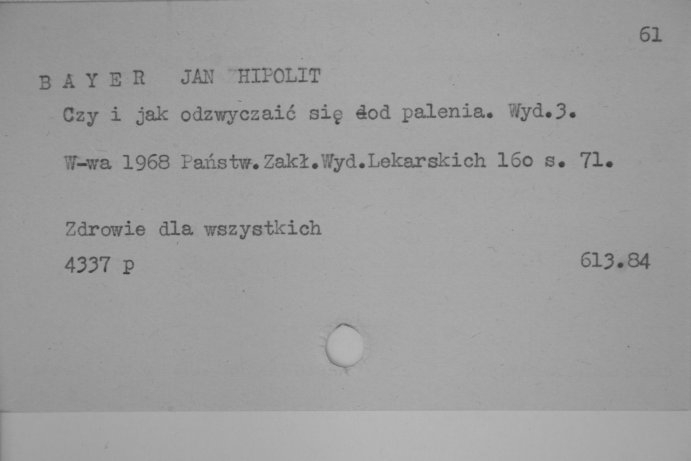 61
BAYER JAN HIPOLIT
Czy i jak odzwyczaić się od palenia. Wyd.3.
W-wa 1968 Państw.Zakł.Wyd.Lekarskich 160 s. 71.
Zdrowie dla wszystkich
4337 p 613.84